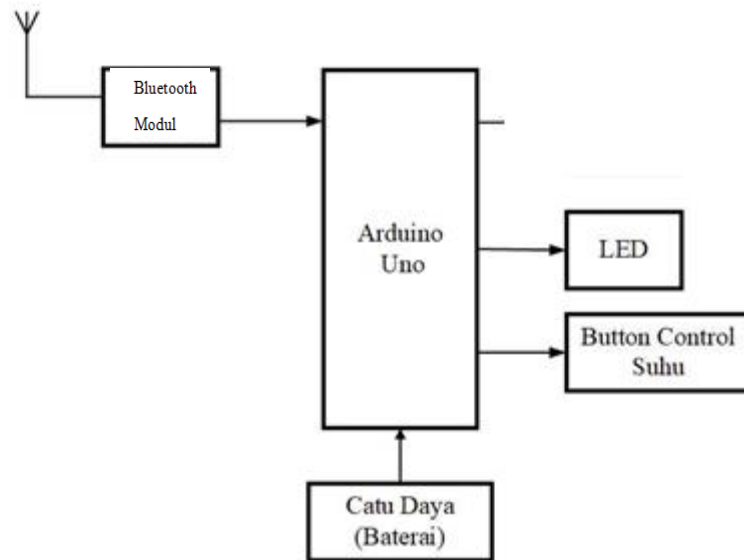 Bluetooth
Modul
Arduino
Uno
LED
Button Control
Suhu
Catu Daya
(Baterai)